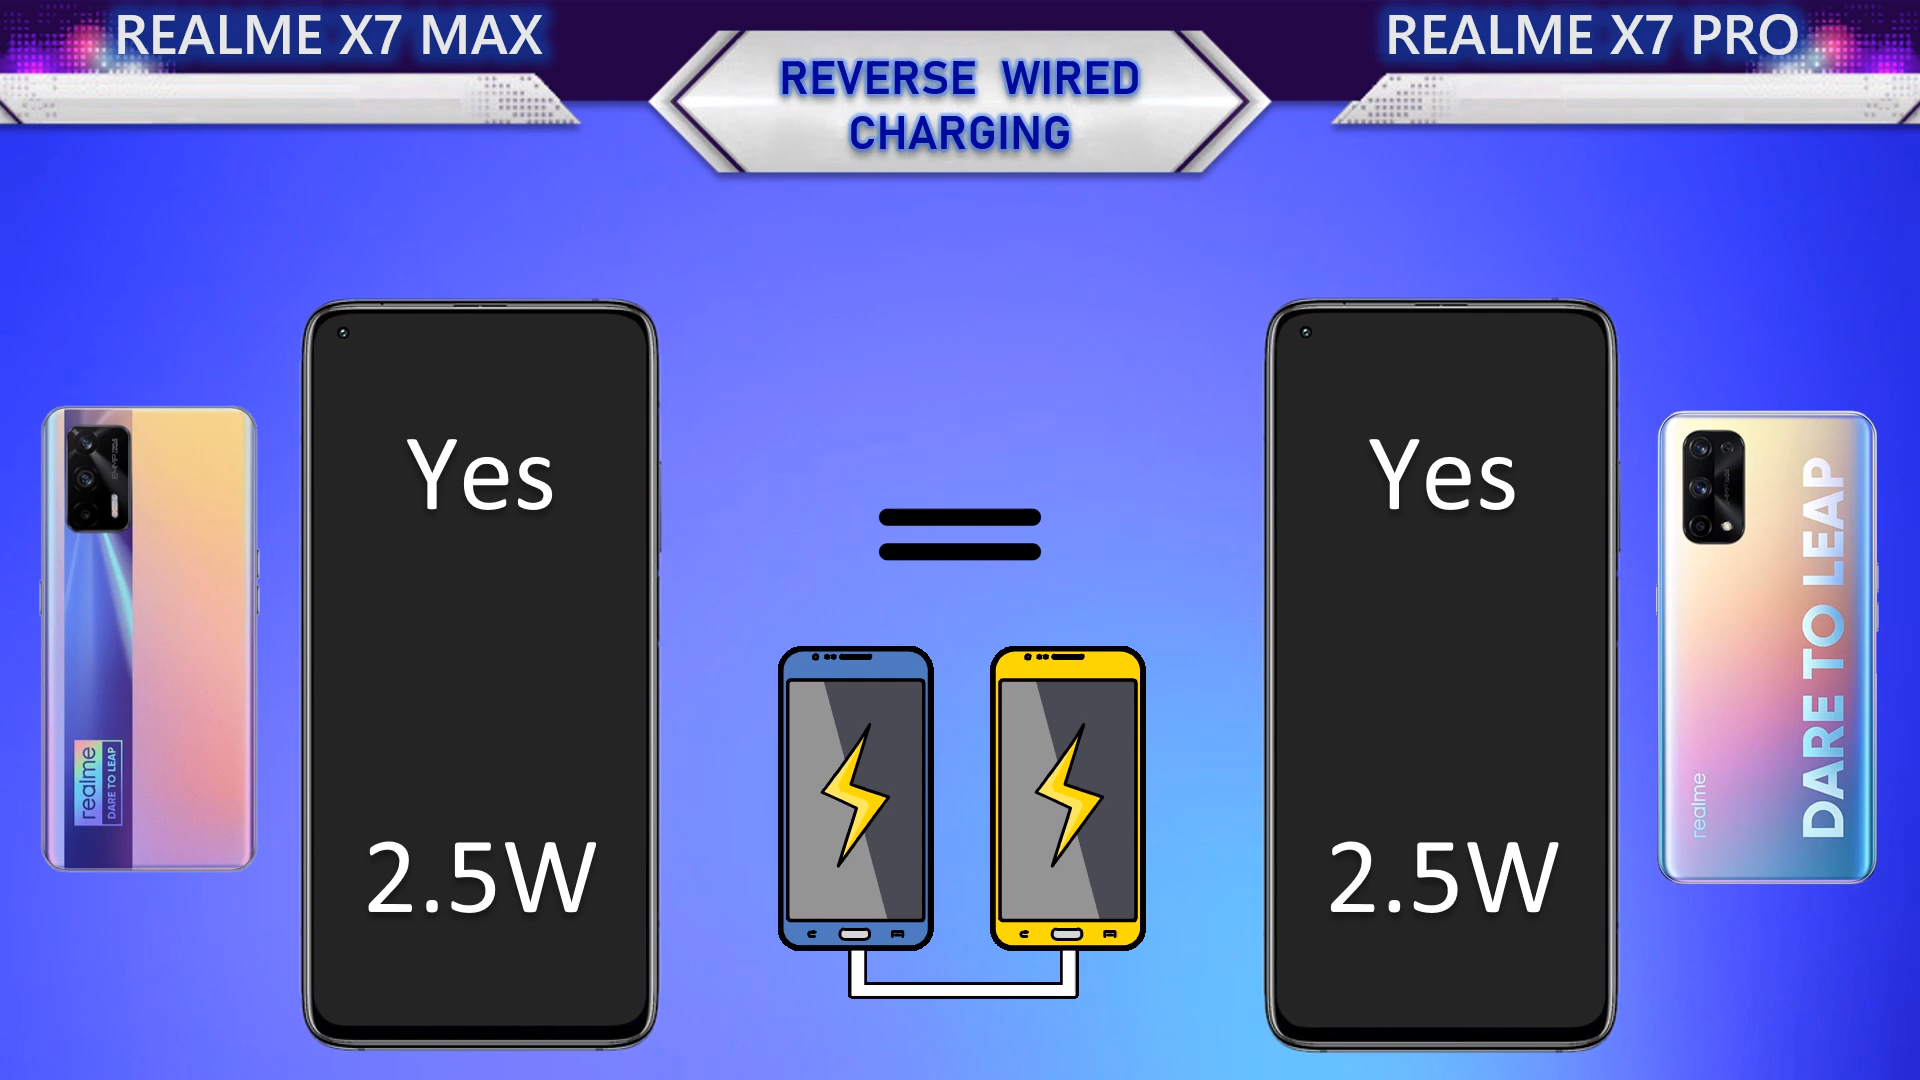 REALME X7 MAX
REALME X7 PRO
REVERSE WIRED
CHARGING
Yes
2.5W
Yes
2.5W
realme
DARE TO LEAP
realme
DARE TO LEAP